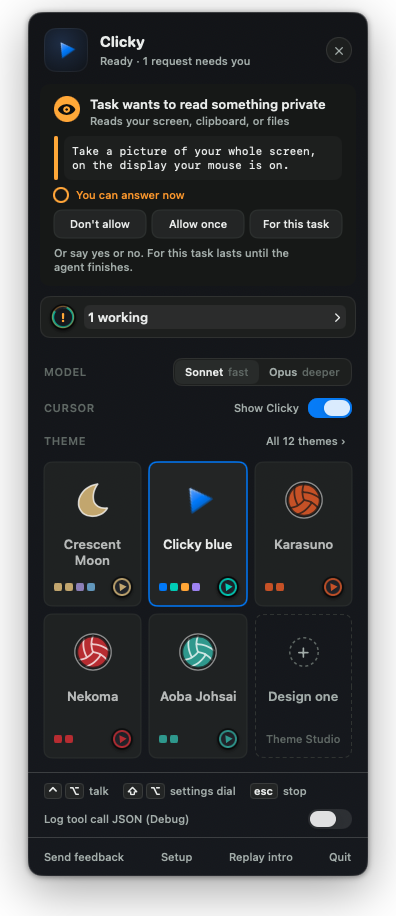 Clicky
Ready · 1 request needs you
Task wants to read something private
Reads your screen, clipboard, or files
Take a picture of your whole screen,
on the display your mouse is on.
You can answer now
Don't allow
Allow once
For this task
Or say yes or no. For this task lasts until the
agent finishes.
1 working
MODEL
Sonnet fast
Opus deeper
CURSOR
Show Clicky
THEME
All 12 themes ›
Crescent
Moon
Clicky blue
Karasuno
Nekoma
Aoba Johsai
Design one
Theme Studio
⌃ ⌥ talk
⇧ ⌥ settings dial
esc stop
Log tool call JSON (Debug)
Send feedback
Setup
Replay intro
Quit